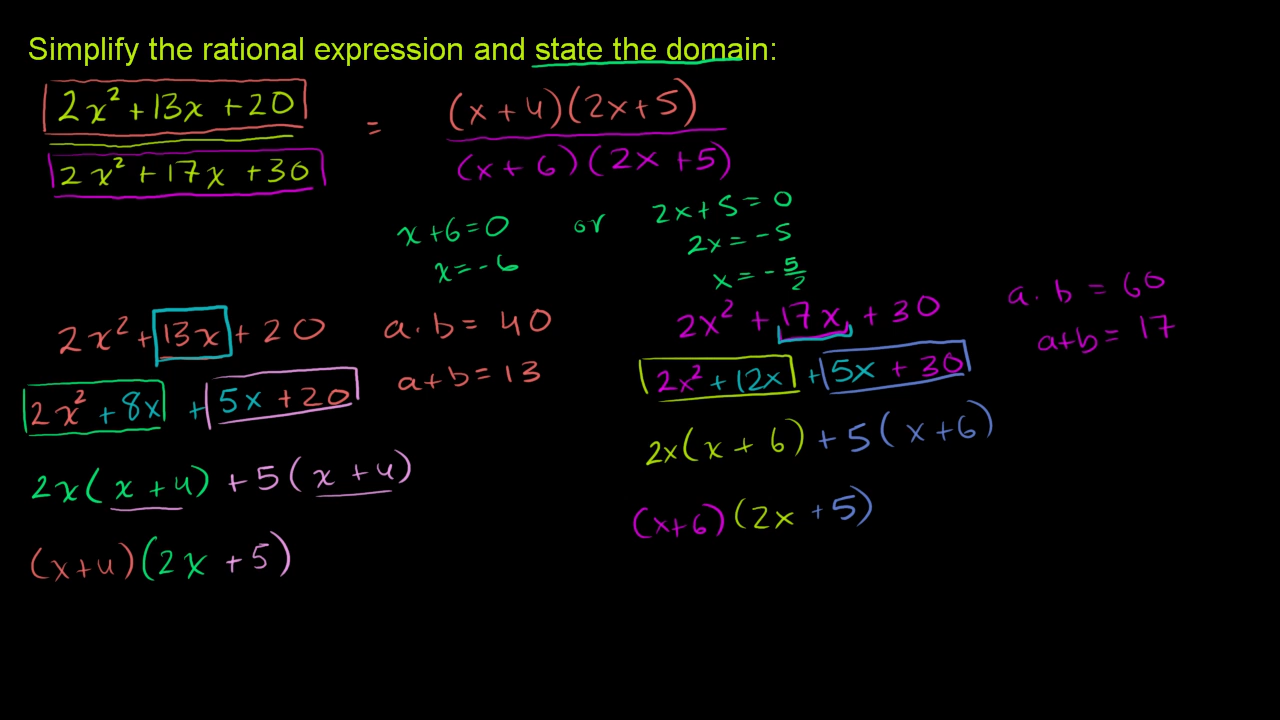 Simplify the rational expression and state the domain:
2x² + 13x + 20 = (x + 4)(2x + 5)
2x² + 17x + 30 (x + 6)(2x + 5)
x + 6 = 0 or 2x + 5 = 0
x = -6 2x = -5
x = -5/2
2x² + 13x + 20 a · b = 40
a + b = 13
2x² + 8x + 5x + 20
2x(x + 4) + 5(x + 4)
(x + 4)(2x + 5)
2x² + 17x + 30 a · b = 60
a + b = 17
2x² + 12x + 5x + 30
2x(x + 6) + 5(x + 6)
(x + 6)(2x + 5)